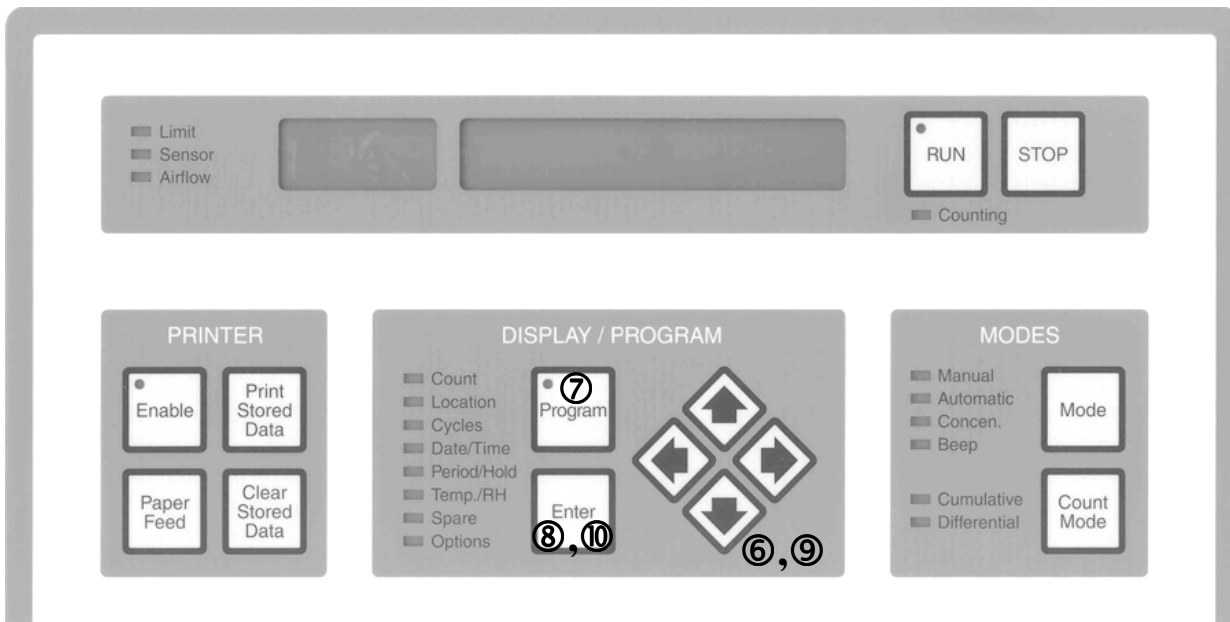 Limit
Sensor
Airflow
RUN
STOP
Counting
PRINTER
Enable
Print
Stored
Data
Paper
Feed
Clear
Stored
Data
DISPLAY / PROGRAM
Count
Location
Cycles
Date/Time
Period/Hold
Temp./RH
Spare
Options
⑦
Program
Enter
⑧,⑩
⑥,⑨
MODES
Manual
Automatic
Concen.
Beep
Cumulative
Differential
Mode
Count
Mode